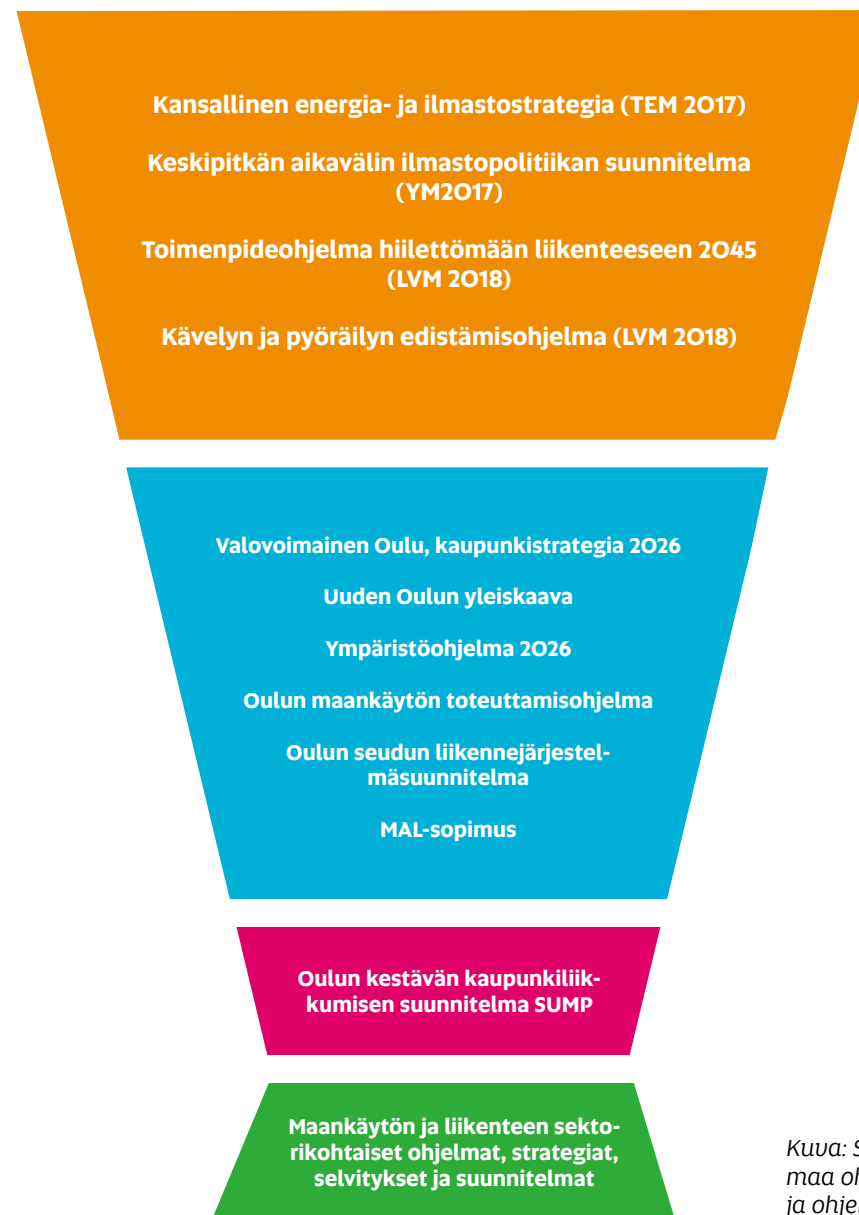 Kansallinen energia- ja ilmastostrategia (TEM 2017)
Keskipitkän aikavälin ilmastopolitiikan suunnitelma
(YM2017)
Toimenpideohjelma hiilettömään liikenteeseen 2045
(LVM 2018)
Kävelyn ja pyöräilyn edistämisohjelma (LVM 2018)
Valovoimainen Oulu, kaupunkistrategia 2026
Uuden Oulun yleiskaava
Ympäristöohjelma 2026
Oulun maankäytön toteuttamisohjelma
Oulun seudun liikennejärjestel-
mäsuunnitelma
MAL-sopimus
Oulun kestävän kaupunkiliik-
kumisen suunnitelma SUMP
Maankäytön ja liikenteen sekto-
rikohtaiset ohjelmat, strategiat,
selvitykset ja suunnitelmat
Kuva:
maa
ja